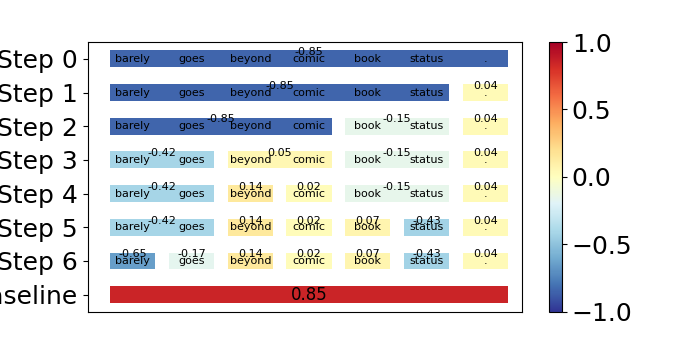 Step 0 barely goes beyond comic book status . -0.85
Step 1 barely goes beyond comic book status -0.85 . 0.04
Step 2 barely goes beyond comic -0.85 book status -0.15 . 0.04
Step 3 barely goes -0.42 beyond comic 0.05 book status -0.15 . 0.04
Step 4 barely goes -0.42 beyond 0.14 comic 0.02 book status -0.15 . 0.04
Step 5 barely goes -0.42 beyond 0.14 comic 0.02 book 0.07 status -0.43 . 0.04
Step 6 barely -0.65 goes -0.17 beyond 0.14 comic 0.02 book 0.07 status -0.43 . 0.04
aseline 0.85
1.0
0.5
0.0
−0.5
−1.0